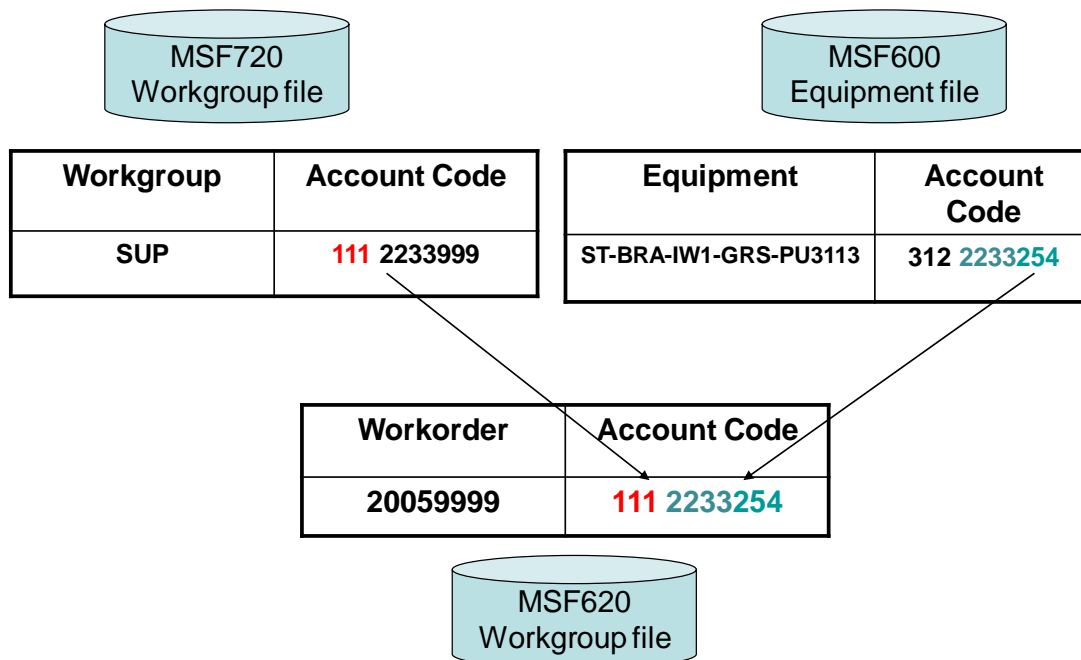 MSF720
Workgroup file
MSF600
Equipment file
Workgroup
Account Code
SUP
111 2233999
Equipment
Account
Code
ST-BRA-IW1-GRS-PU3113
312 2233254
Workorder
Account Code
20059999
111 2233254
MSF620
Workgroup file